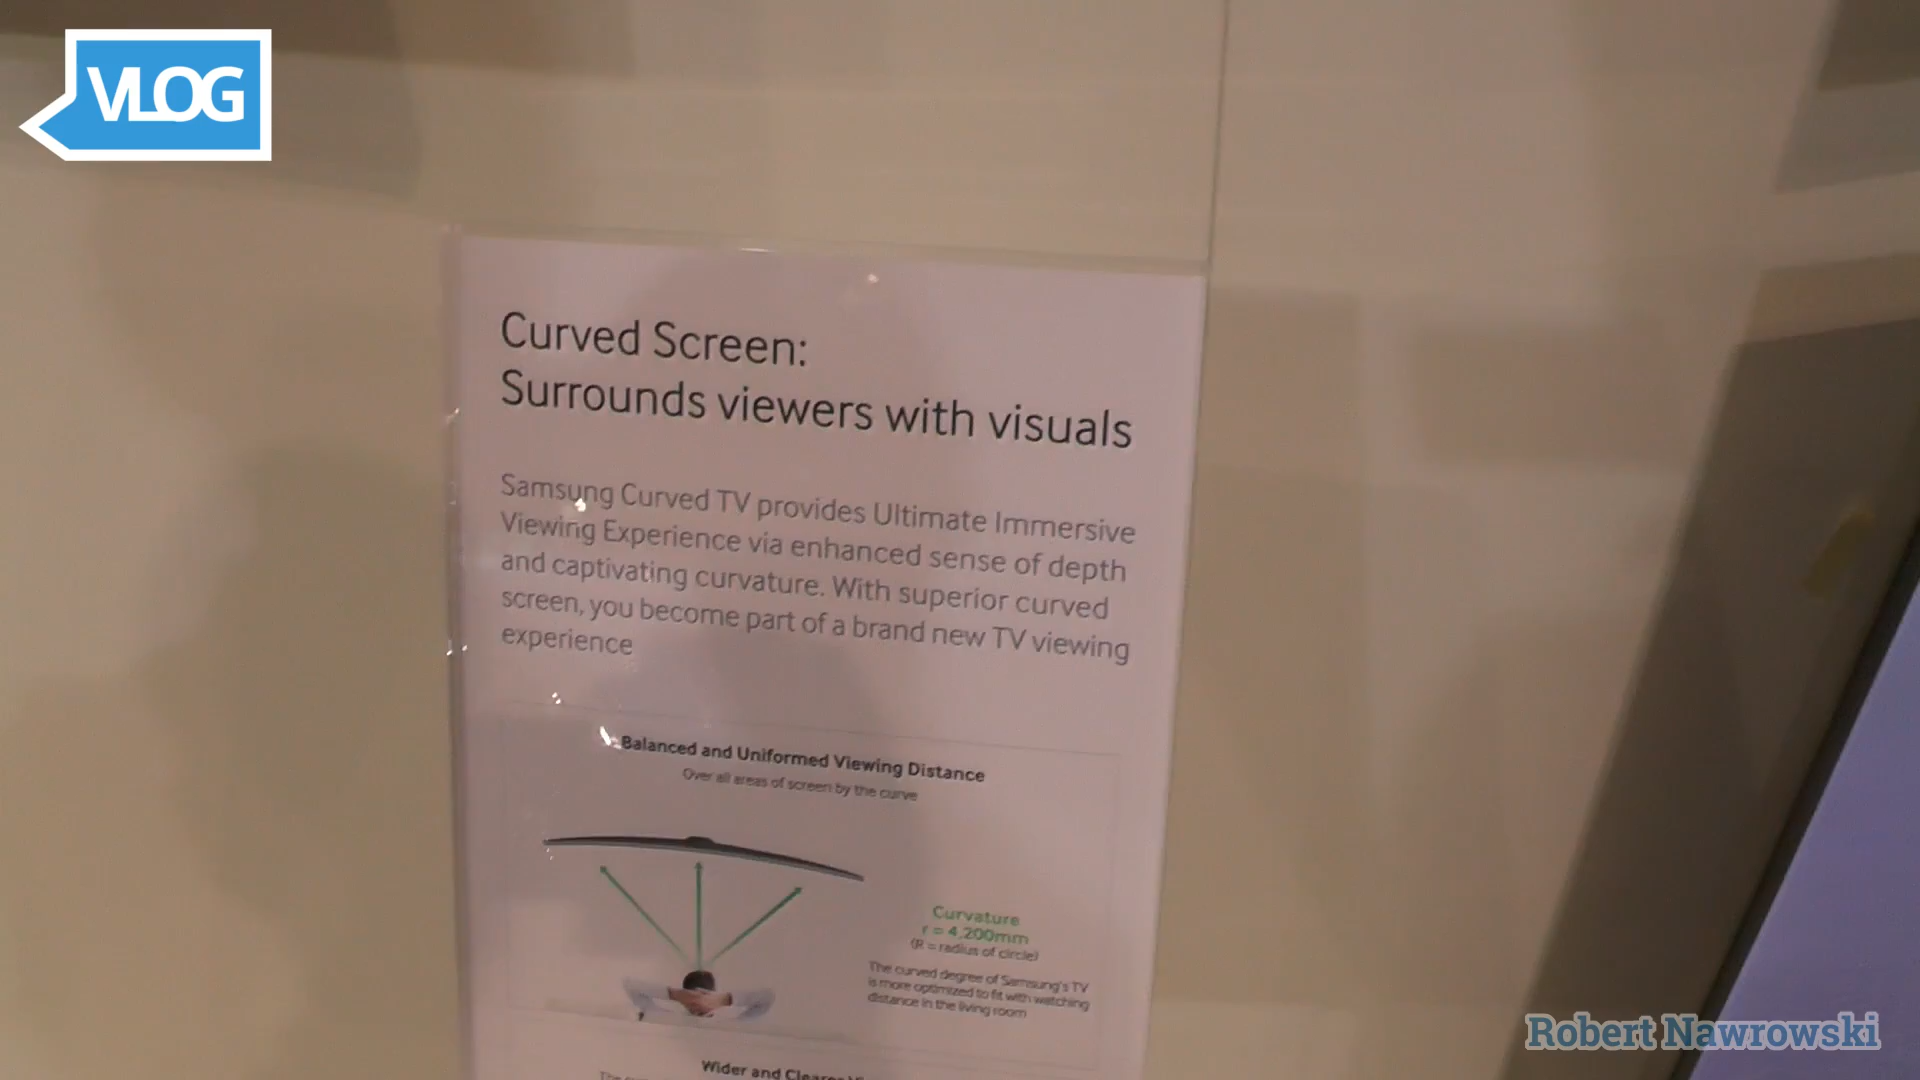 VLOG
Curved Screen:
Surrounds viewers with visuals
Samsung Curved TV provides Ultimate Immersive
Viewing Experience via enhanced sense of depth
and captivating curvature. With superior curved
screen, you become part of a brand new TV viewing
experience
Balanced and Uniformed Viewing Distance
Over all areas of screen by the curve
Curvature
r = 4,200mm
(R = radius of circle)
The curved degree of Samsung's TV
is more optimized to fit with watching
distance in the living room
Wider and Clearer
Robert Nawrowski